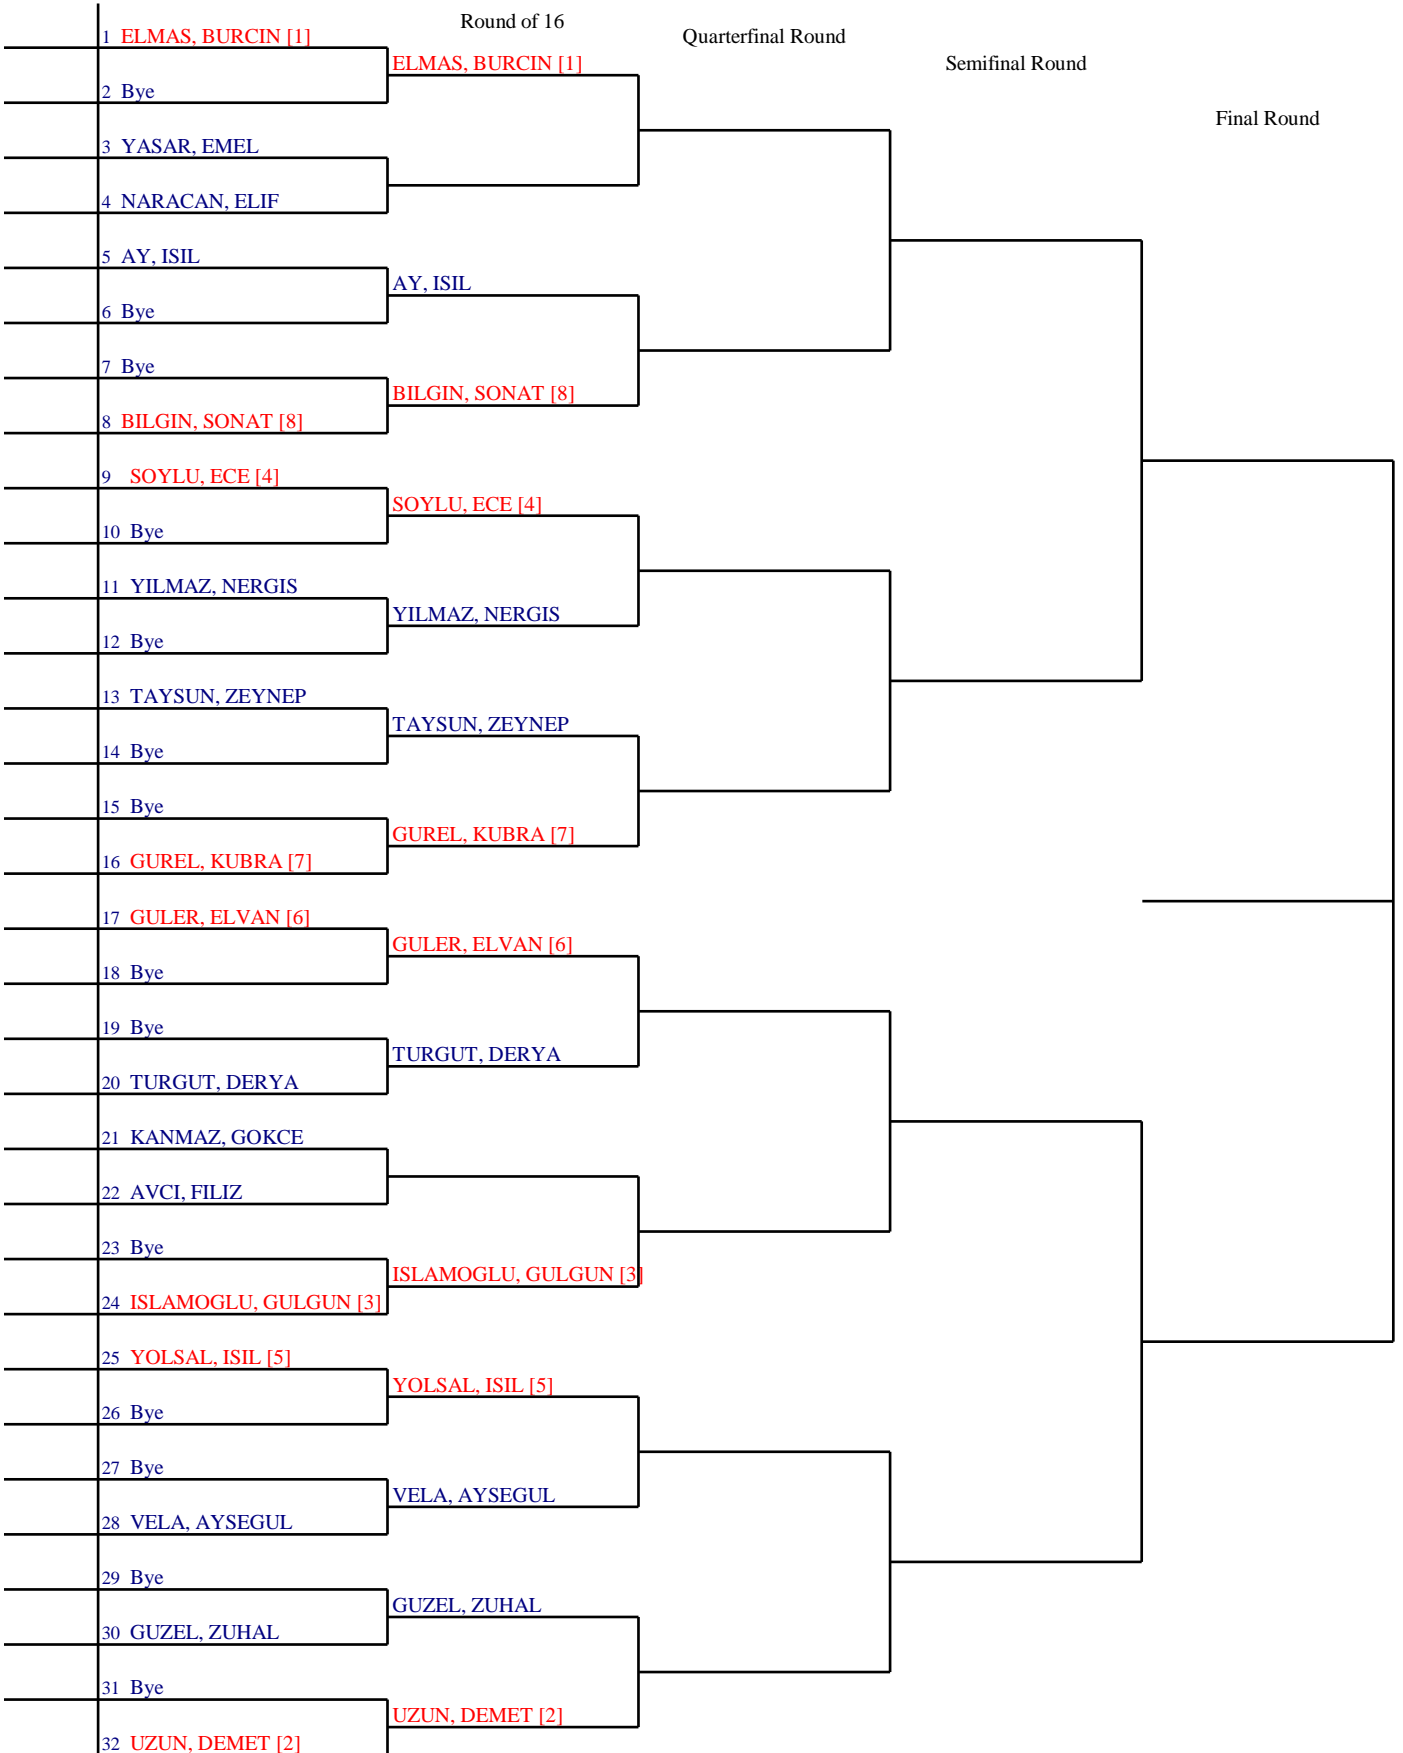 Round of 16
Quarterfinal Round
Semifinal Round
Final Round
1 ELMAS, BURCIN [1]
ELMAS, BURCIN [1]
2 Bye
3 YASAR, EMEL
4 NARACAN, ELIF
5 AY, ISIL
AY, ISIL
6 Bye
7 Bye
BILGIN, SONAT [8]
8 BILGIN, SONAT [8]
9 SOYLU, ECE [4]
SOYLU, ECE [4]
10 Bye
11 YILMAZ, NERGIS
YILMAZ, NERGIS
12 Bye
13 TAYSUN, ZEYNEP
TAYSUN, ZEYNEP
14 Bye
15 Bye
GUREL, KUBRA [7]
16 GUREL, KUBRA [7]
17 GULER, ELVAN [6]
GULER, ELVAN [6]
18 Bye
19 Bye
TURGUT, DERYA
20 TURGUT, DERYA
21 KANMAZ, GOKCE
22 AVCI, FILIZ
23 Bye
ISLAMOGLU, GULGUN [3]
24 ISLAMOGLU, GULGUN [3]
25 YOLSAL, ISIL [5]
YOLSAL, ISIL [5]
26 Bye
27 Bye
VELA, AYSEGUL
28 VELA, AYSEGUL
29 Bye
GUZEL, ZUHAL
30 GUZEL, ZUHAL
31 Bye
UZUN, DEMET [2]
32 UZUN, DEMET [2]